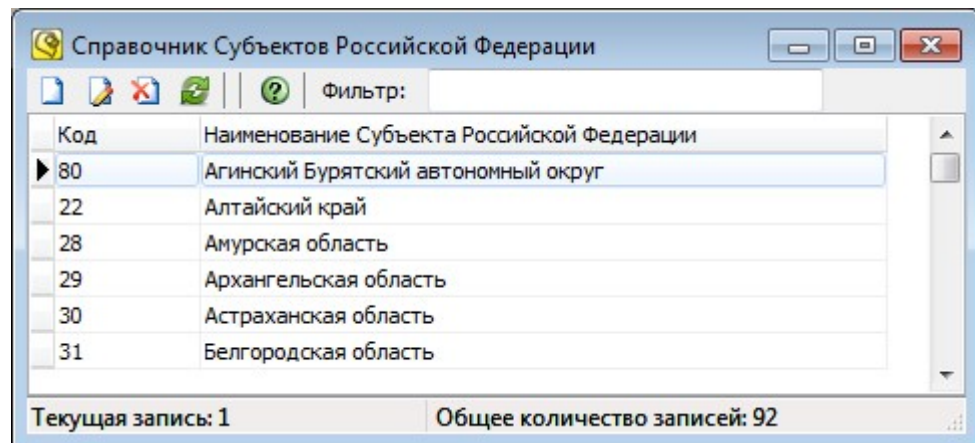 Справочник Субъектов Российской Федерации
Фильтр:
Код Наименование Субъекта Российской Федерации
80 Агинский Бурятский автономный округ
22 Алтайский край
28 Амурская область
29 Архангельская область
30 Астраханская область
31 Белгородская область
Текущая запись: 1 Общее количество записей: 92